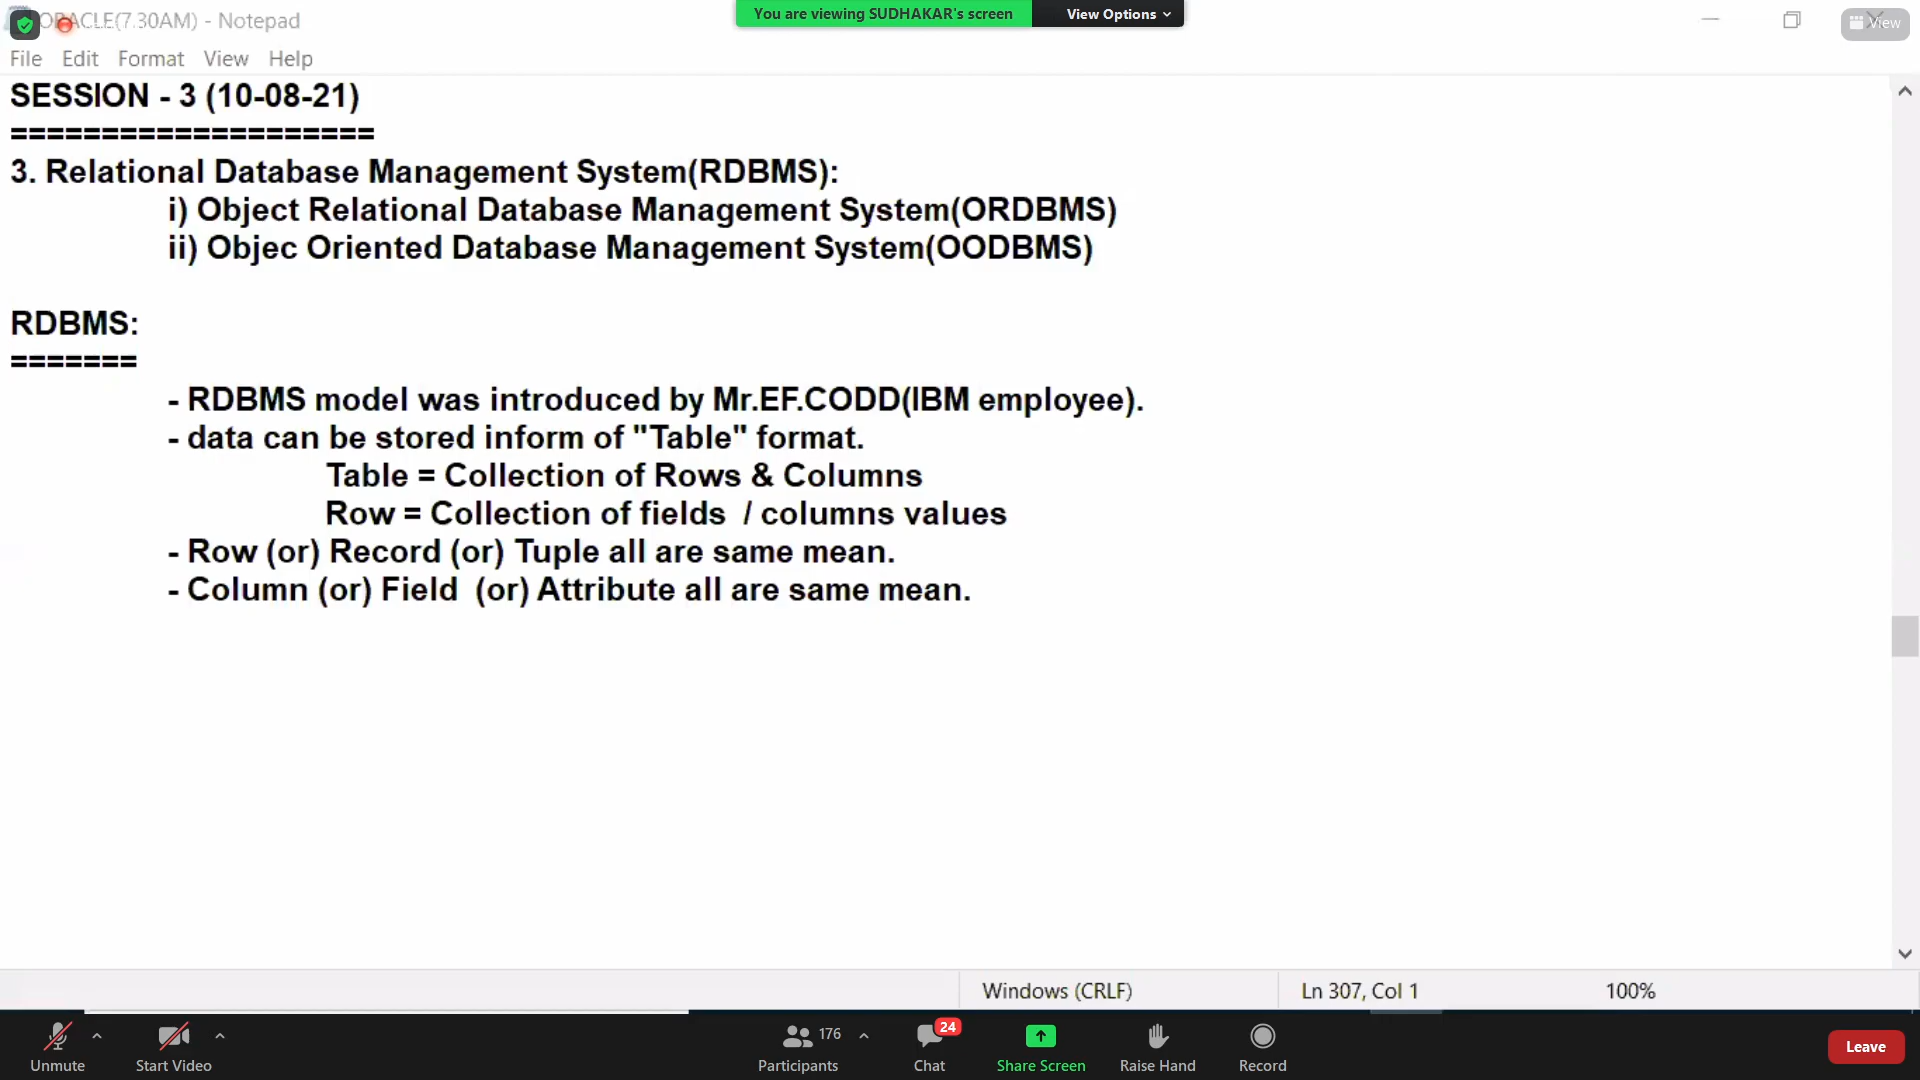 ORACLE(7.30AM) - Notepad
You are viewing SUDHAKAR's screen View Options
View
File Edit Format View Help
SESSION - 3 (10-08-21)
====================
3. Relational Database Management System(RDBMS):
i) Object Relational Database Management System(ORDBMS)
ii) Objec Oriented Database Management System(OODBMS)
RDBMS:
=======
- RDBMS model was introduced by Mr.EF.CODD(IBM employee).
- data can be stored inform of "Table" format.
Table = Collection of Rows & Columns
Row = Collection of fields / columns values
- Row (or) Record (or) Tuple all are same mean.
- Column (or) Field (or) Attribute all are same mean.
Windows (CRLF) Ln 307, Col 1 100%
176 24
Unmute Start Video Participants Chat Share Screen Raise Hand Record Leave